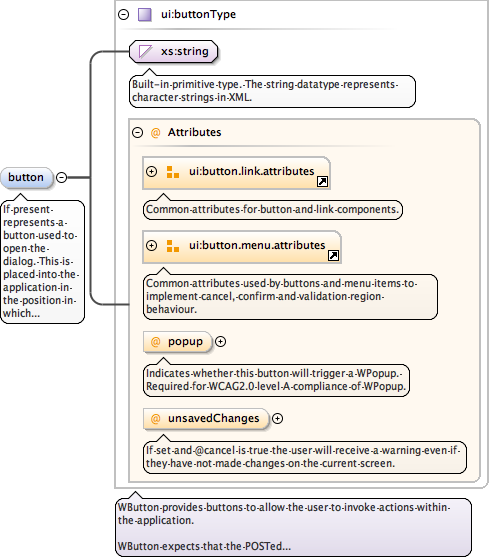 ui:buttonType
xs:string
Built-in primitive type. The string datatype represents
character strings in XML.
@ Attributes
ui:button.link.attributes
Common attributes for button and link components.
ui:button.menu.attributes
Common attributes used by buttons and menu items to
implement cancel, confirm and validation region
behaviour.
@ popup
Indicates whether this button will trigger a WPopup.
Required for WCAG2.0 level A compliance of WPopup.
@ unsavedChanges
If set and @cancel is true the user will receive a warning even if
they have not made changes on the current screen.
button
If present
represents a
button used to
open the
dialog. This is
placed into the
application in
the position in
which...
WButton provides buttons to allow the user to invoke actions within
the application.
WButton expects that the POSTed...